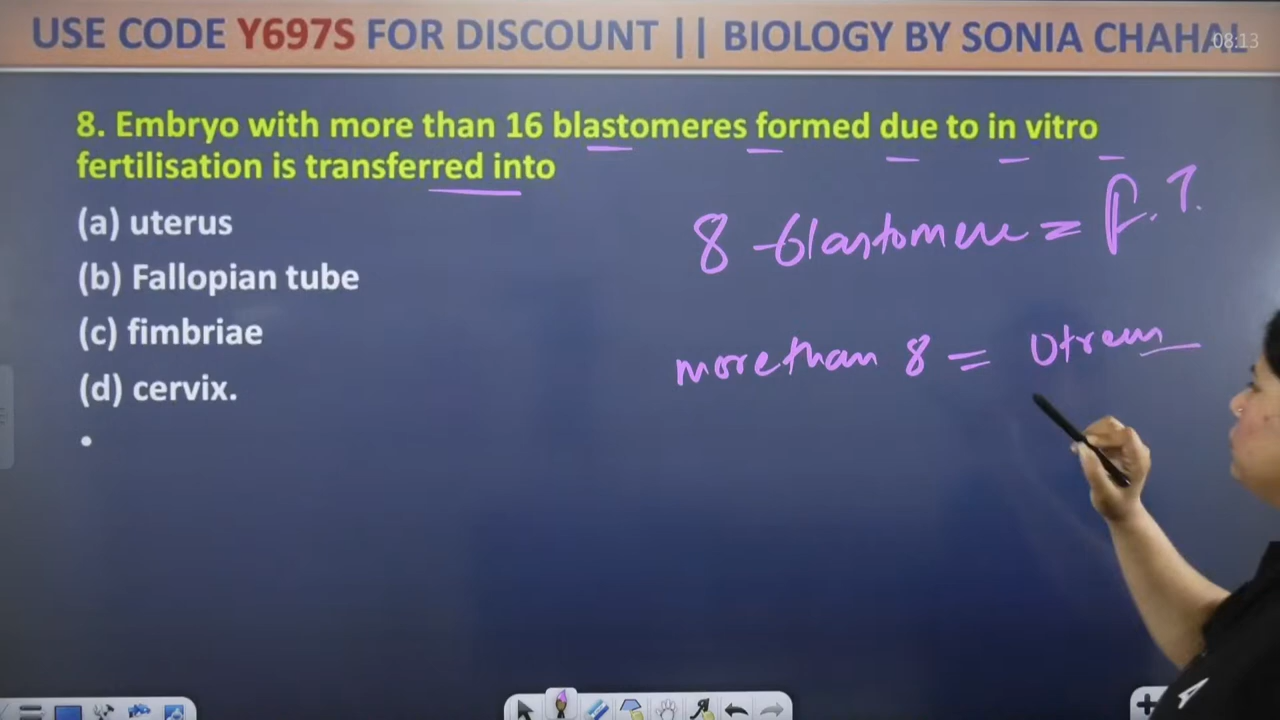 USE CODE Y697S FOR DISCOUNT || BIOLOGY BY SONIA CHAHAL
08:13
8. Embryo with more than 16 blastomeres formed due to in vitro
fertilisation is transferred into
(a) uterus
(b) Fallopian tube
(c) fimbriae
(d) cervix.
8 - blastomere = F.T.
more than 8 =